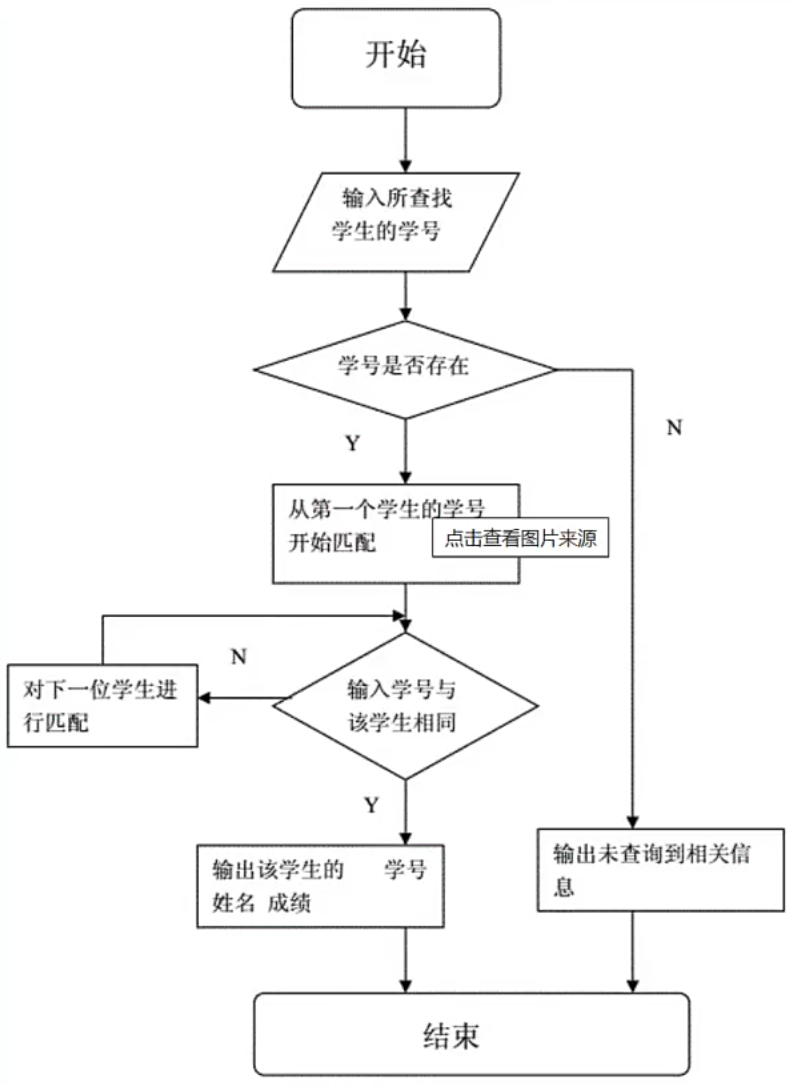 开始
输入所查找
学生的学号
学号是否存在
Y
N
从第一个学生的学号
开始匹配
点击查看图片来源
N
对下一位学生进
行匹配
输入学号与
该学生相同
Y
输出该学生的 学号
姓名 成绩
输出未查询到相关信
息
结束